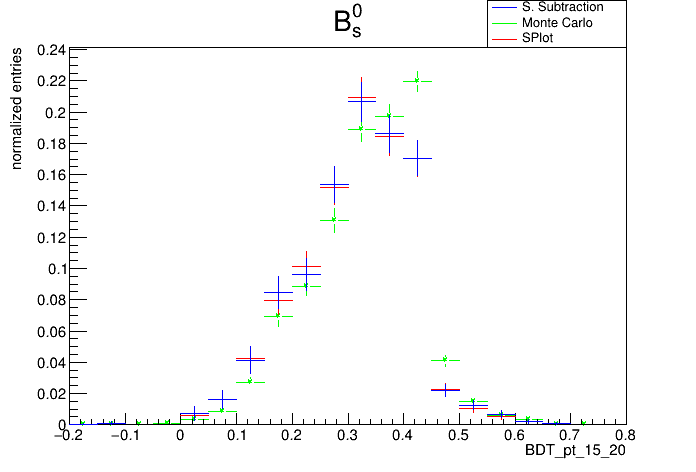 B_s^0
S. Subtraction
Monte Carlo
SPlot
normalized entries
0.24
0.22
0.2
0.18
0.16
0.14
0.12
0.1
0.08
0.06
0.04
0.02
0
−0.2 −0.1 0 0.1 0.2 0.3 0.4 0.5 0.6 0.7 0.8
BDT_pt_15_20